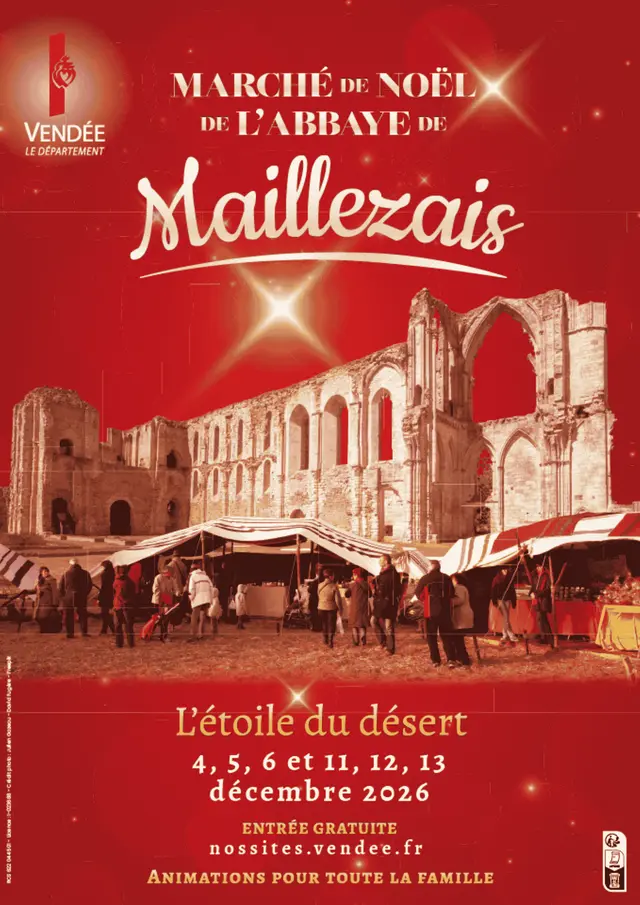 VENDÉE
LE DÉPARTEMENT
MARCHÉ DE NOËL
DE L'ABBAYE DE
Maillezais
L'étoile du désert
4, 5, 6 et 11, 12, 13
décembre 2026
ENTRÉE GRATUITE
nossites.vendee.fr
ANIMATIONS POUR TOUTE LA FAMILLE